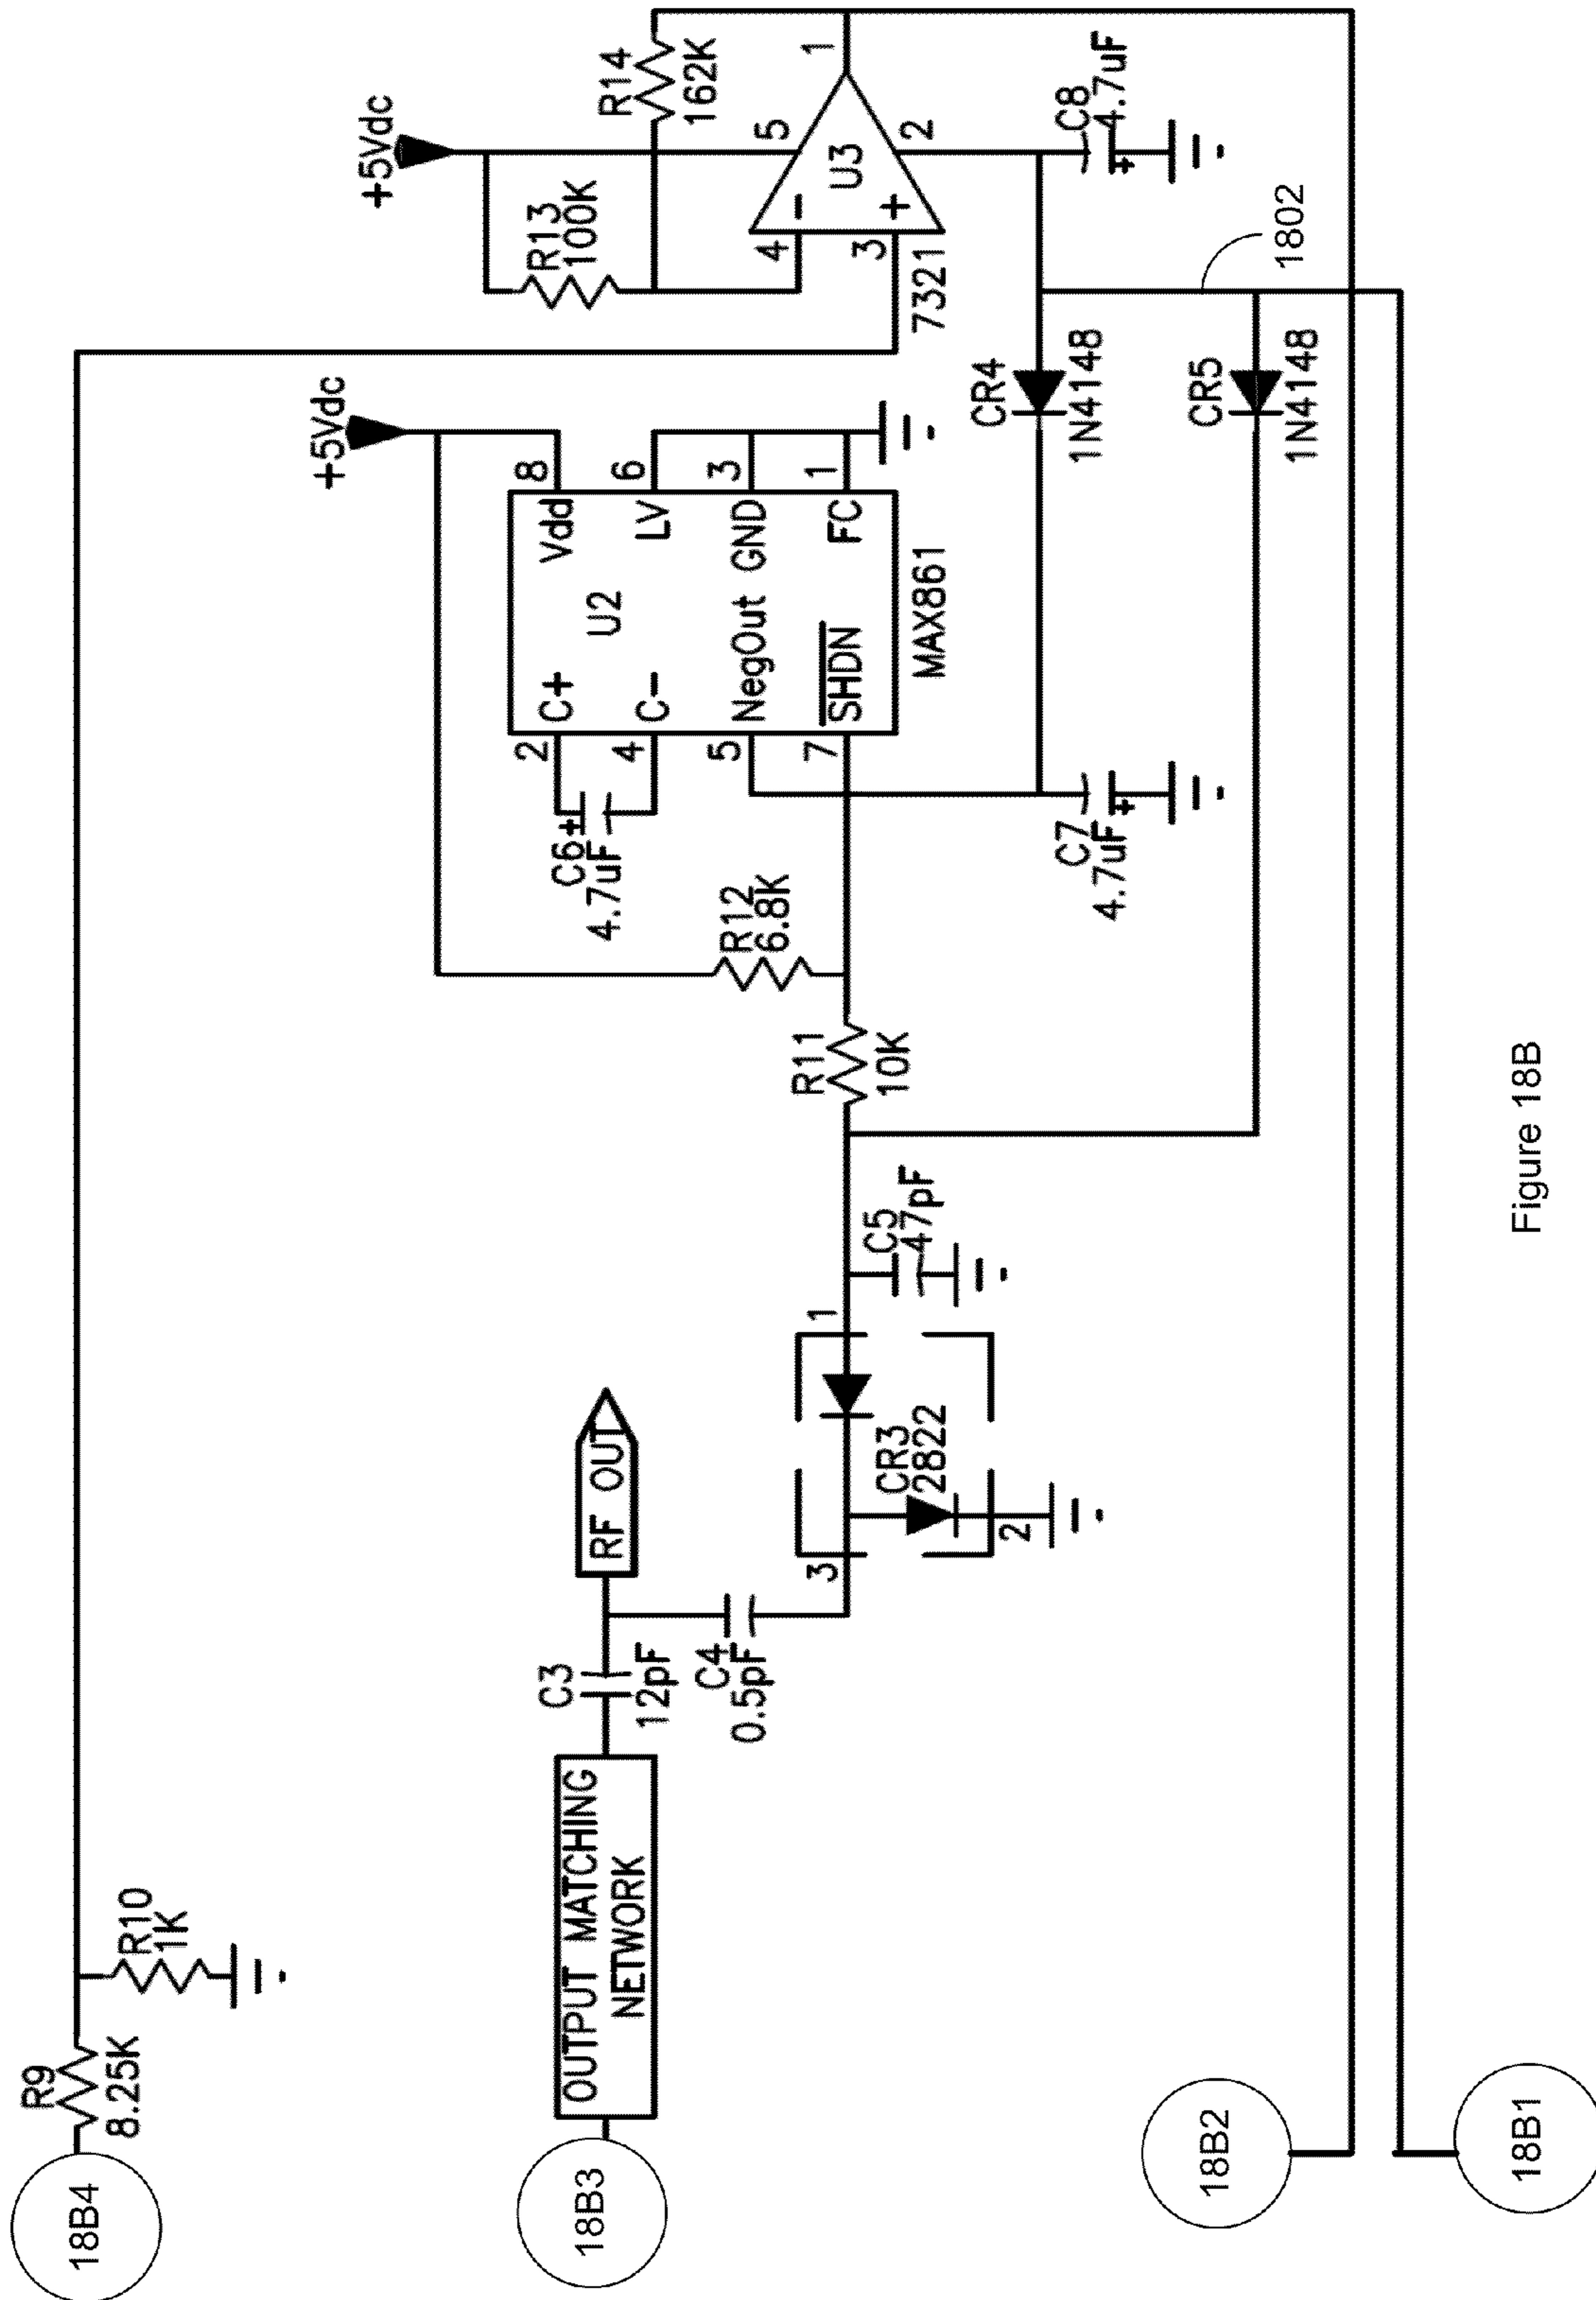 18B4
R9
8.25K
R10
1K
18B3
OUTPUT MATCHING
NETWORK
C3
12pF
RF OUT
C4
0.5pF
3
CR3
2822
2
1
C5
47pF
R11
10K
R12
6.8K
C6
+
4.7uF
2
4
5
7
C+
C-
NegOut
SHDN
U2
Vdd
LV
GND
FC
8
6
3
1
MAX861
+5Vdc
C7
4.7uF
+
CR4
1N4148
CR5
1N4148
+5Vdc
R13
100K
R14
162K
4
3
-
+
U3
5
2
1
7321
C8
4.7uF
+
1802
18B2
18B1
Figure 18B